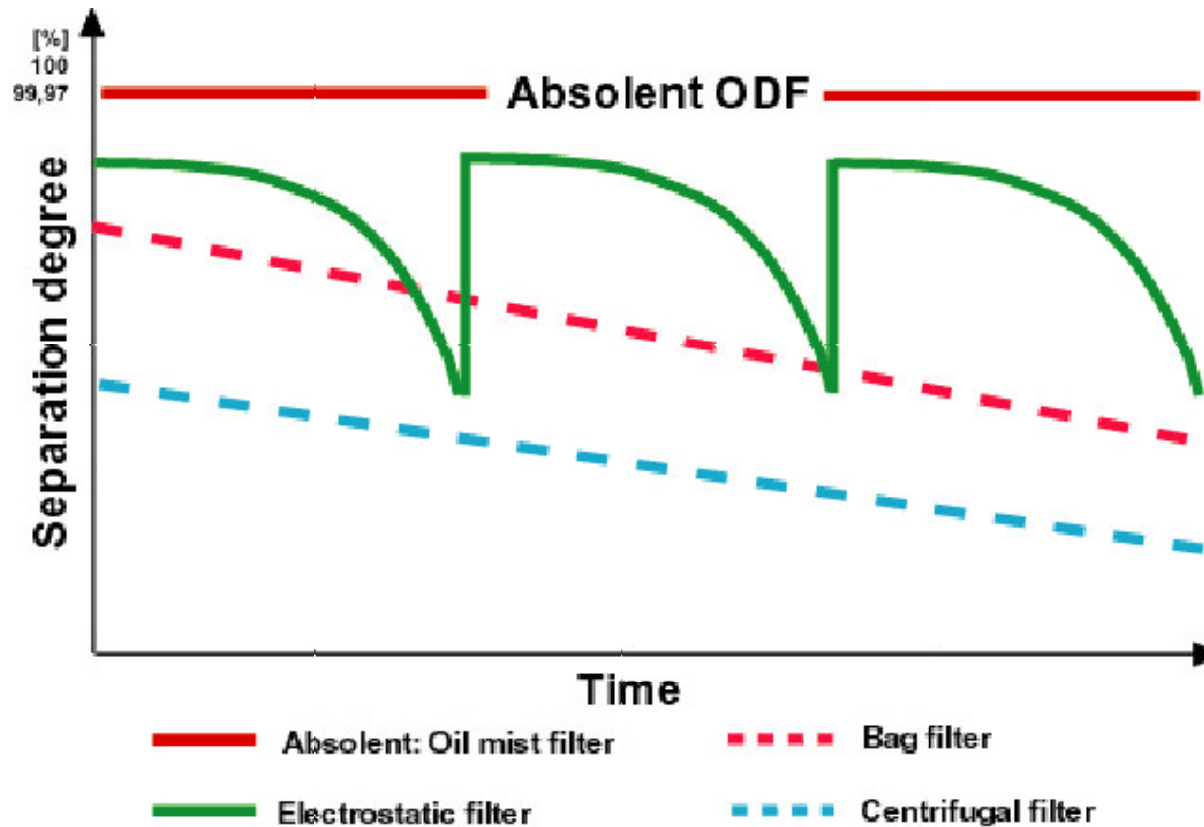 [%]
100
99,97
Absolent ODF
Separation degree
Time
Absolent: Oil mist filter
Bag filter
Electrostatic filter
Centrifugal filter